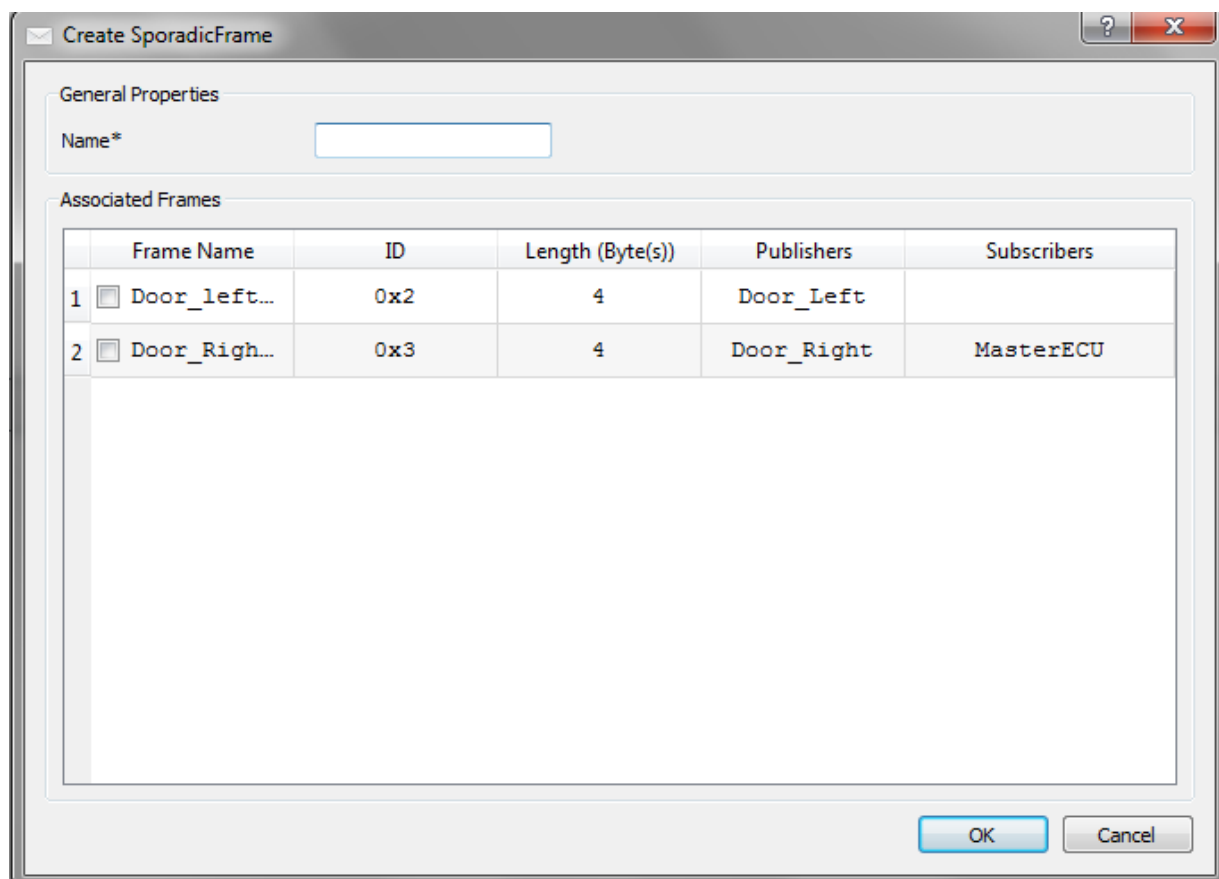 Create SporadicFrame
General Properties
Name*
Associated Frames
Frame Name ID Length (Byte(s)) Publishers Subscribers
1 Door_left... 0x2 4 Door_Left
2 Door_Righ... 0x3 4 Door_Right MasterECU
OK Cancel